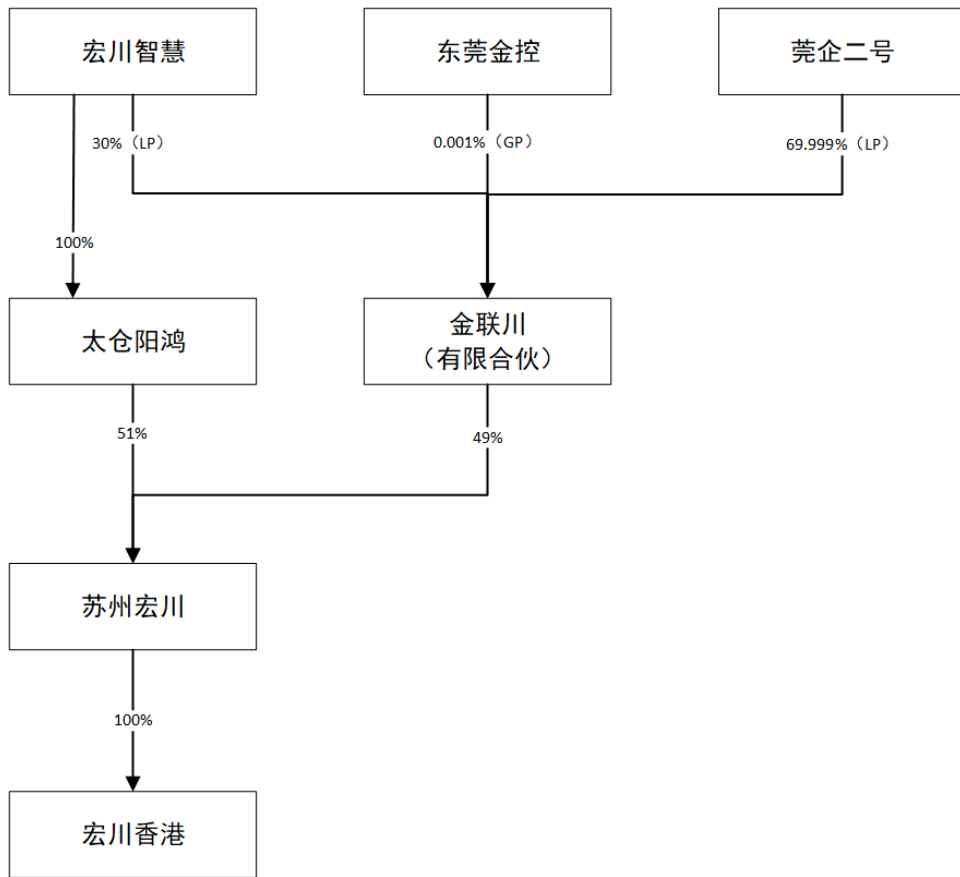 宏川智慧
东莞金控
莞企二号
30%（LP）
0.001%（GP）
69.999%（LP）
100%
太仓阳鸿
金联川
（有限合伙）
51%
49%
苏州宏川
100%
宏川香港